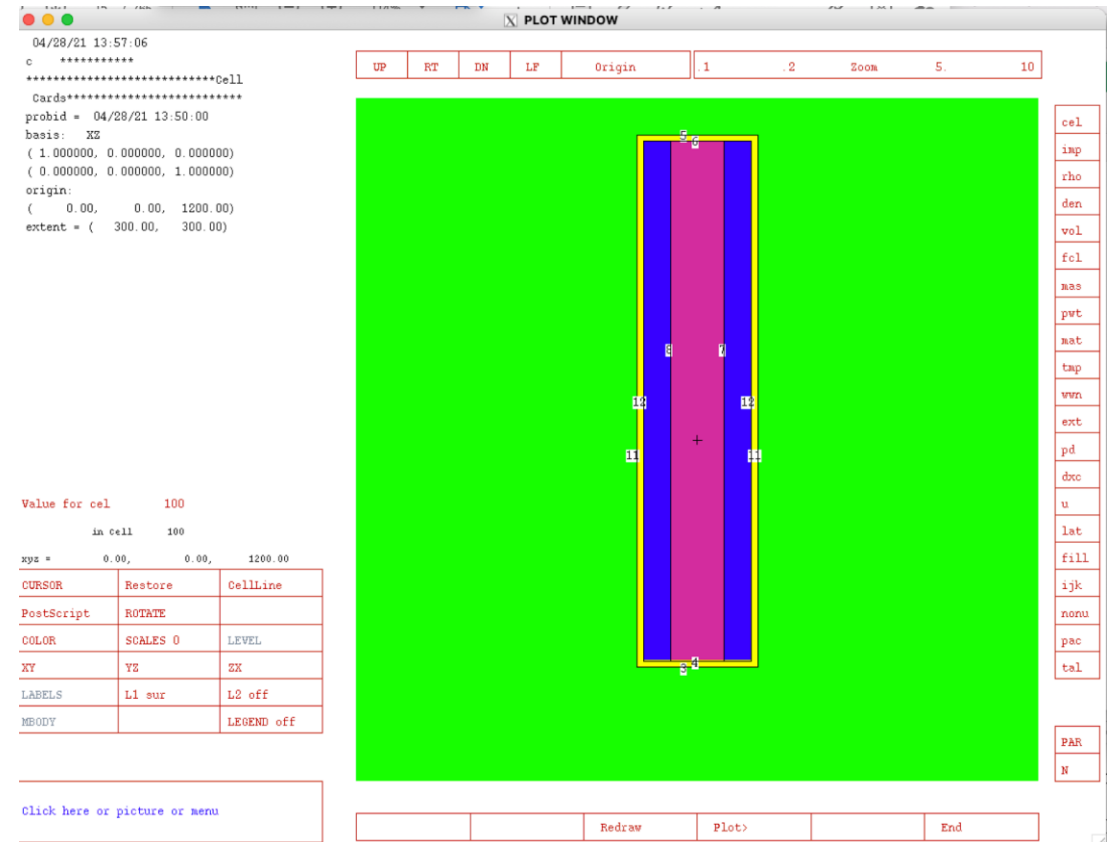 PLOT WINDOW
04/28/21 13:57:06
c ***********
****************************Cell
Cards**************************
probid = 04/28/21 13:50:00
basis: XZ
( 1.000000, 0.000000, 0.000000)
( 0.000000, 0.000000, 1.000000)
origin:
( 0.00, 0.00, 1200.00)
extent = ( 300.00, 300.00)
UP RT DN LF Origin .1 .2 Zoom 5. 10
5
6
8 7
12 12
11 11
3 4
cel
imp
rho
den
vol
fcl
mas
pwt
mat
tmp
wwn
ext
pd
dxc
u
lat
fill
ijk
nonu
pac
tal
PAR
N
Value for cel 100
in Cell 100
xyz = 0.00, 0.00, 1200.00
CURSOR Restore CellLine
PostScript ROTATE
COLOR SCALES 0 LEVEL
XY YZ ZX
LABELS L1 sur L2 off
MBODY LEGEND off
Click here or picture or menu
Redraw Plot> End